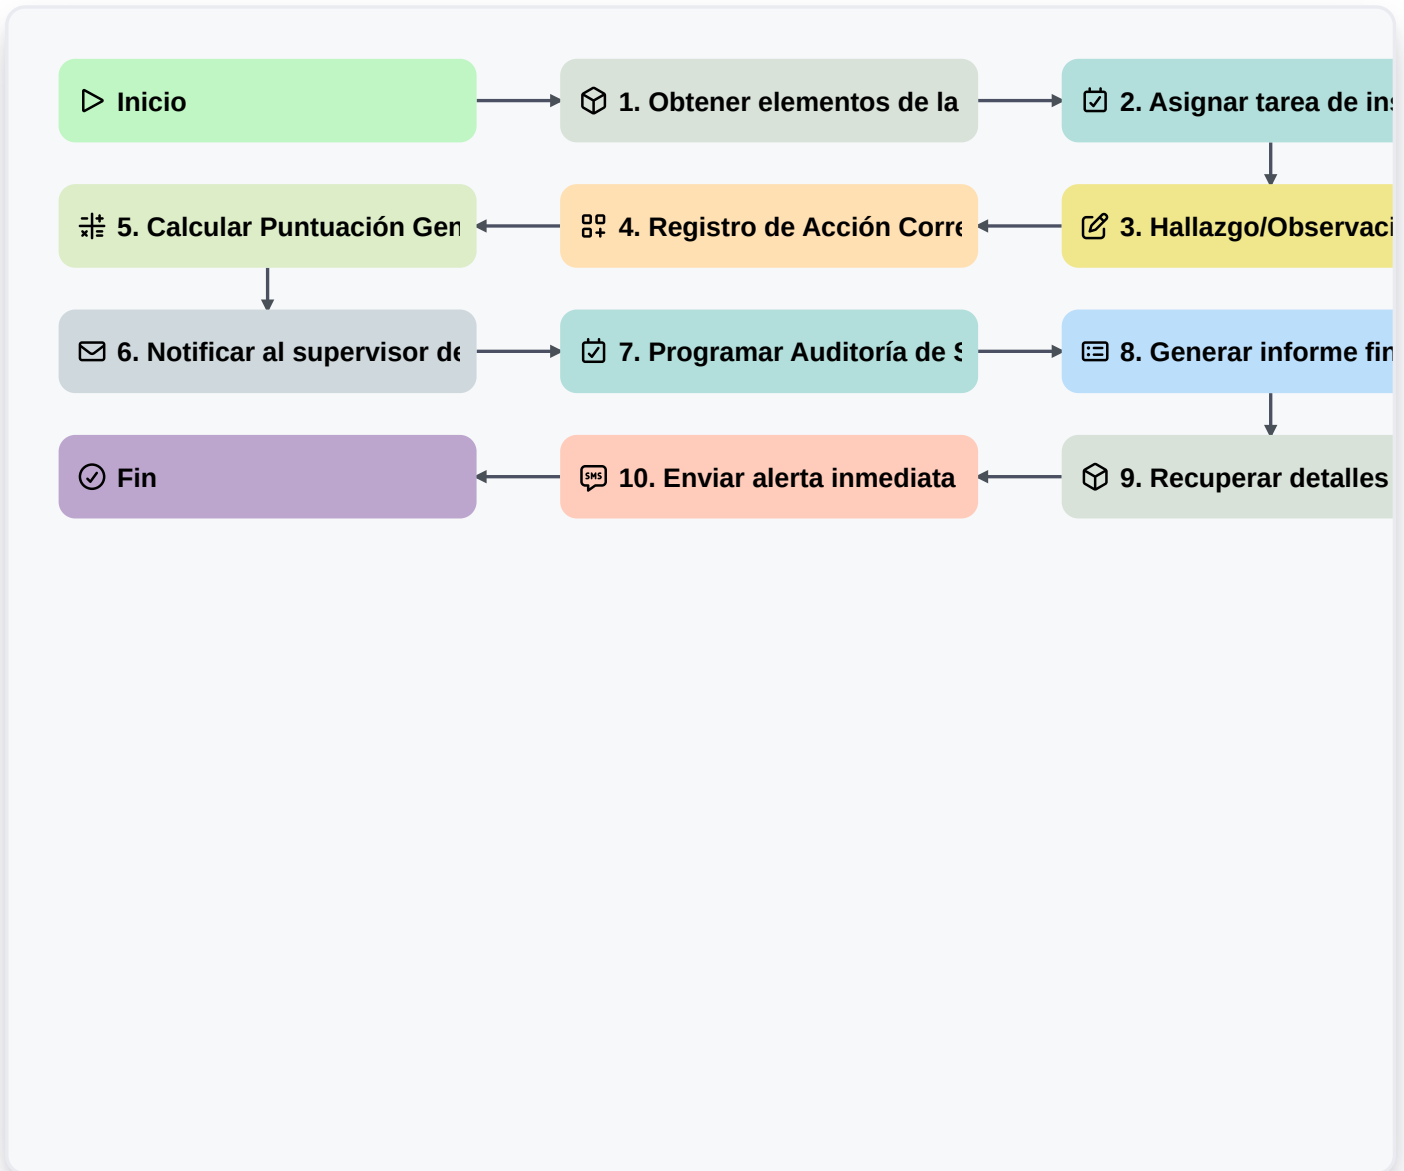 Inicio
1. Obtener elementos de la
2. Asignar tarea de
3. Hallazgo/Observaci
4. Registro de Acción Corre
5. Calcular Puntuación Gen
6. Notificar al supervisor de
7. Programar Auditoría de
8. Generar informe fin
9. Recuperar detalles
10. Enviar alerta inmediata
Fin
SMS